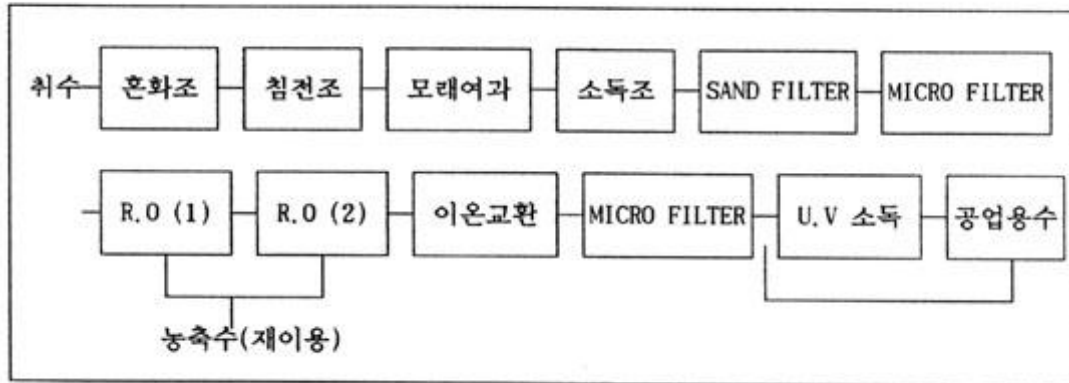 취수 혼화조 침전조 모래여과 소독조 SAND FILTER MICRO FILTER
R.O (1) R.O (2) 이온교환 MICRO FILTER U.V 소독 공업용수
농축수(재이용)